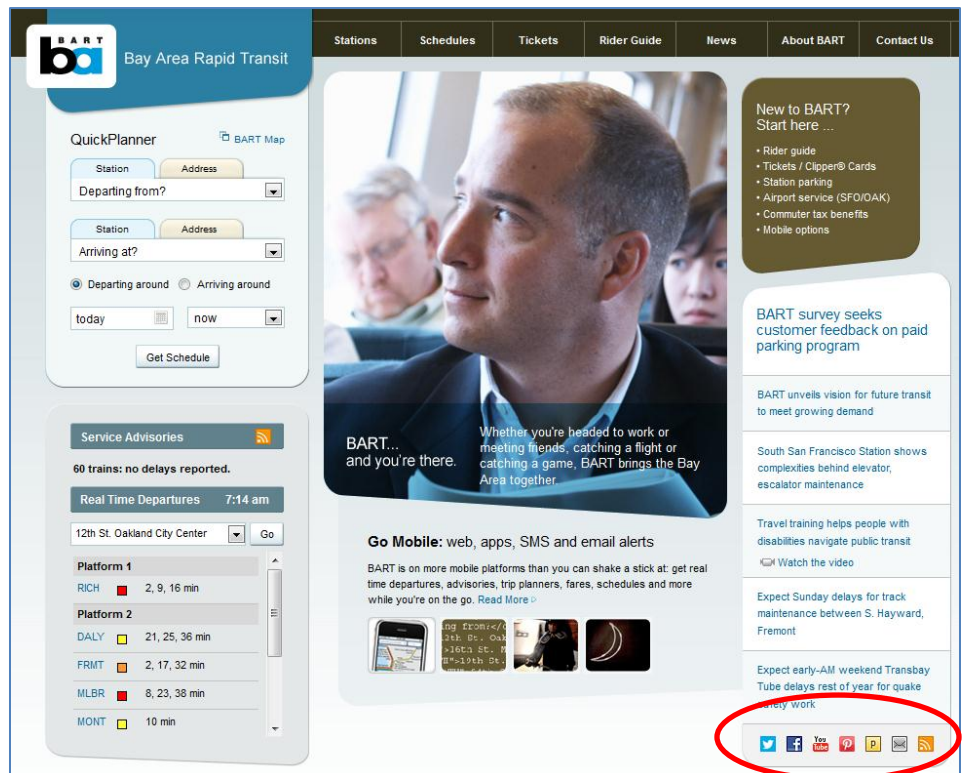 BART
ba
Bay Area Rapid Transit
Stations
Schedules
Tickets
Rider Guide
News
About BART
Contact Us
QuickPlanner
BART Map
Station
Address
Departing from?
Station
Address
Arriving at?
Departing around
Arriving around
today
now
Get Schedule
Service Advisories
60 trains: no delays reported.
Real Time Departures 7:14 am
12th St. Oakland City Center
Go
Platform 1
RICH 2, 9, 16 min
Platform 2
DALY 21, 25, 36 min
FRMT 2, 17, 32 min
MLBR 8, 23, 38 min
MONT 10 min
BART...
and you're there.
Whether you're headed to work or
meeting friends, catching a flight or
catching a game, BART brings the Bay
Area together
Go Mobile: web, apps, SMS and email alerts
BART is on more mobile platforms than you can shake a stick at: get real
time departures, advisories, trip planners, fares, schedules and more
while you're on the go. Read More
New to BART?
Start here ...
• Rider guide
• Tickets / Clipper® Cards
• Station parking
• Airport service (SFO/OAK)
• Commuter tax benefits
• Mobile options
BART survey seeks
customer feedback on paid
parking program
BART unveils vision for future transit
to meet growing demand
South San Francisco Station shows
complexities behind elevator,
escalator maintenance
Travel training helps people with
disabilities navigate public transit
Watch the video
Expect Sunday delays for track
maintenance between S. Hayward,
Fremont
Expect early-AM weekend Transbay
Tube delays rest of year for quake
safety work
You
Tube